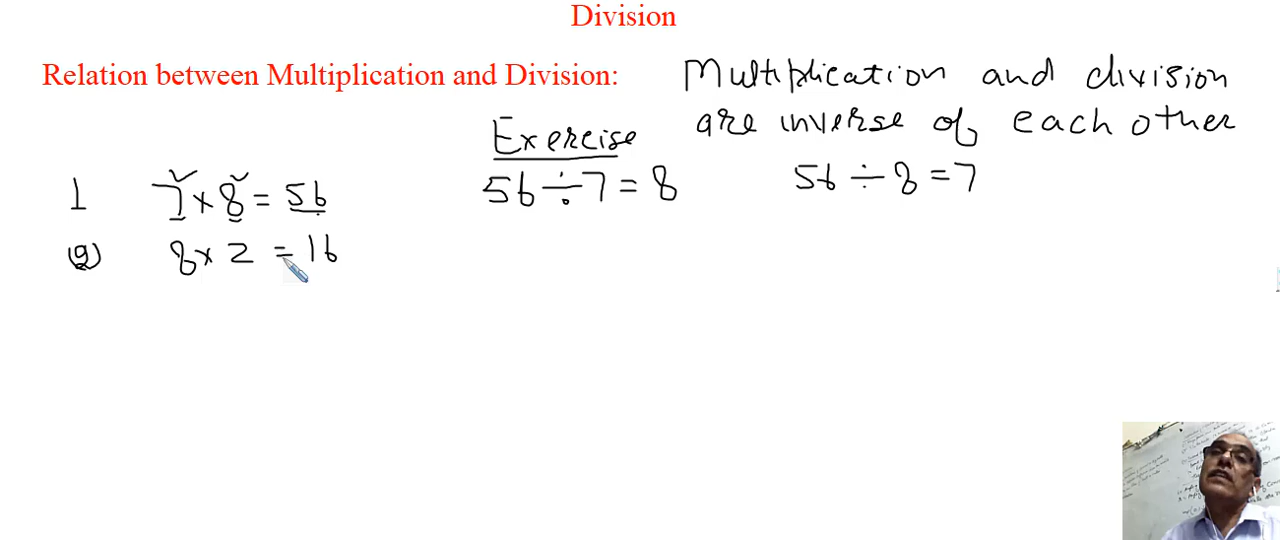 Division
Relation between Multiplication and Division:
Multiplication and division
are inverse of each other
Exercise
1 7 × 8 = 56 56 ÷ 7 = 8 56 ÷ 8 = 7
(2) 8 × 2 = 16